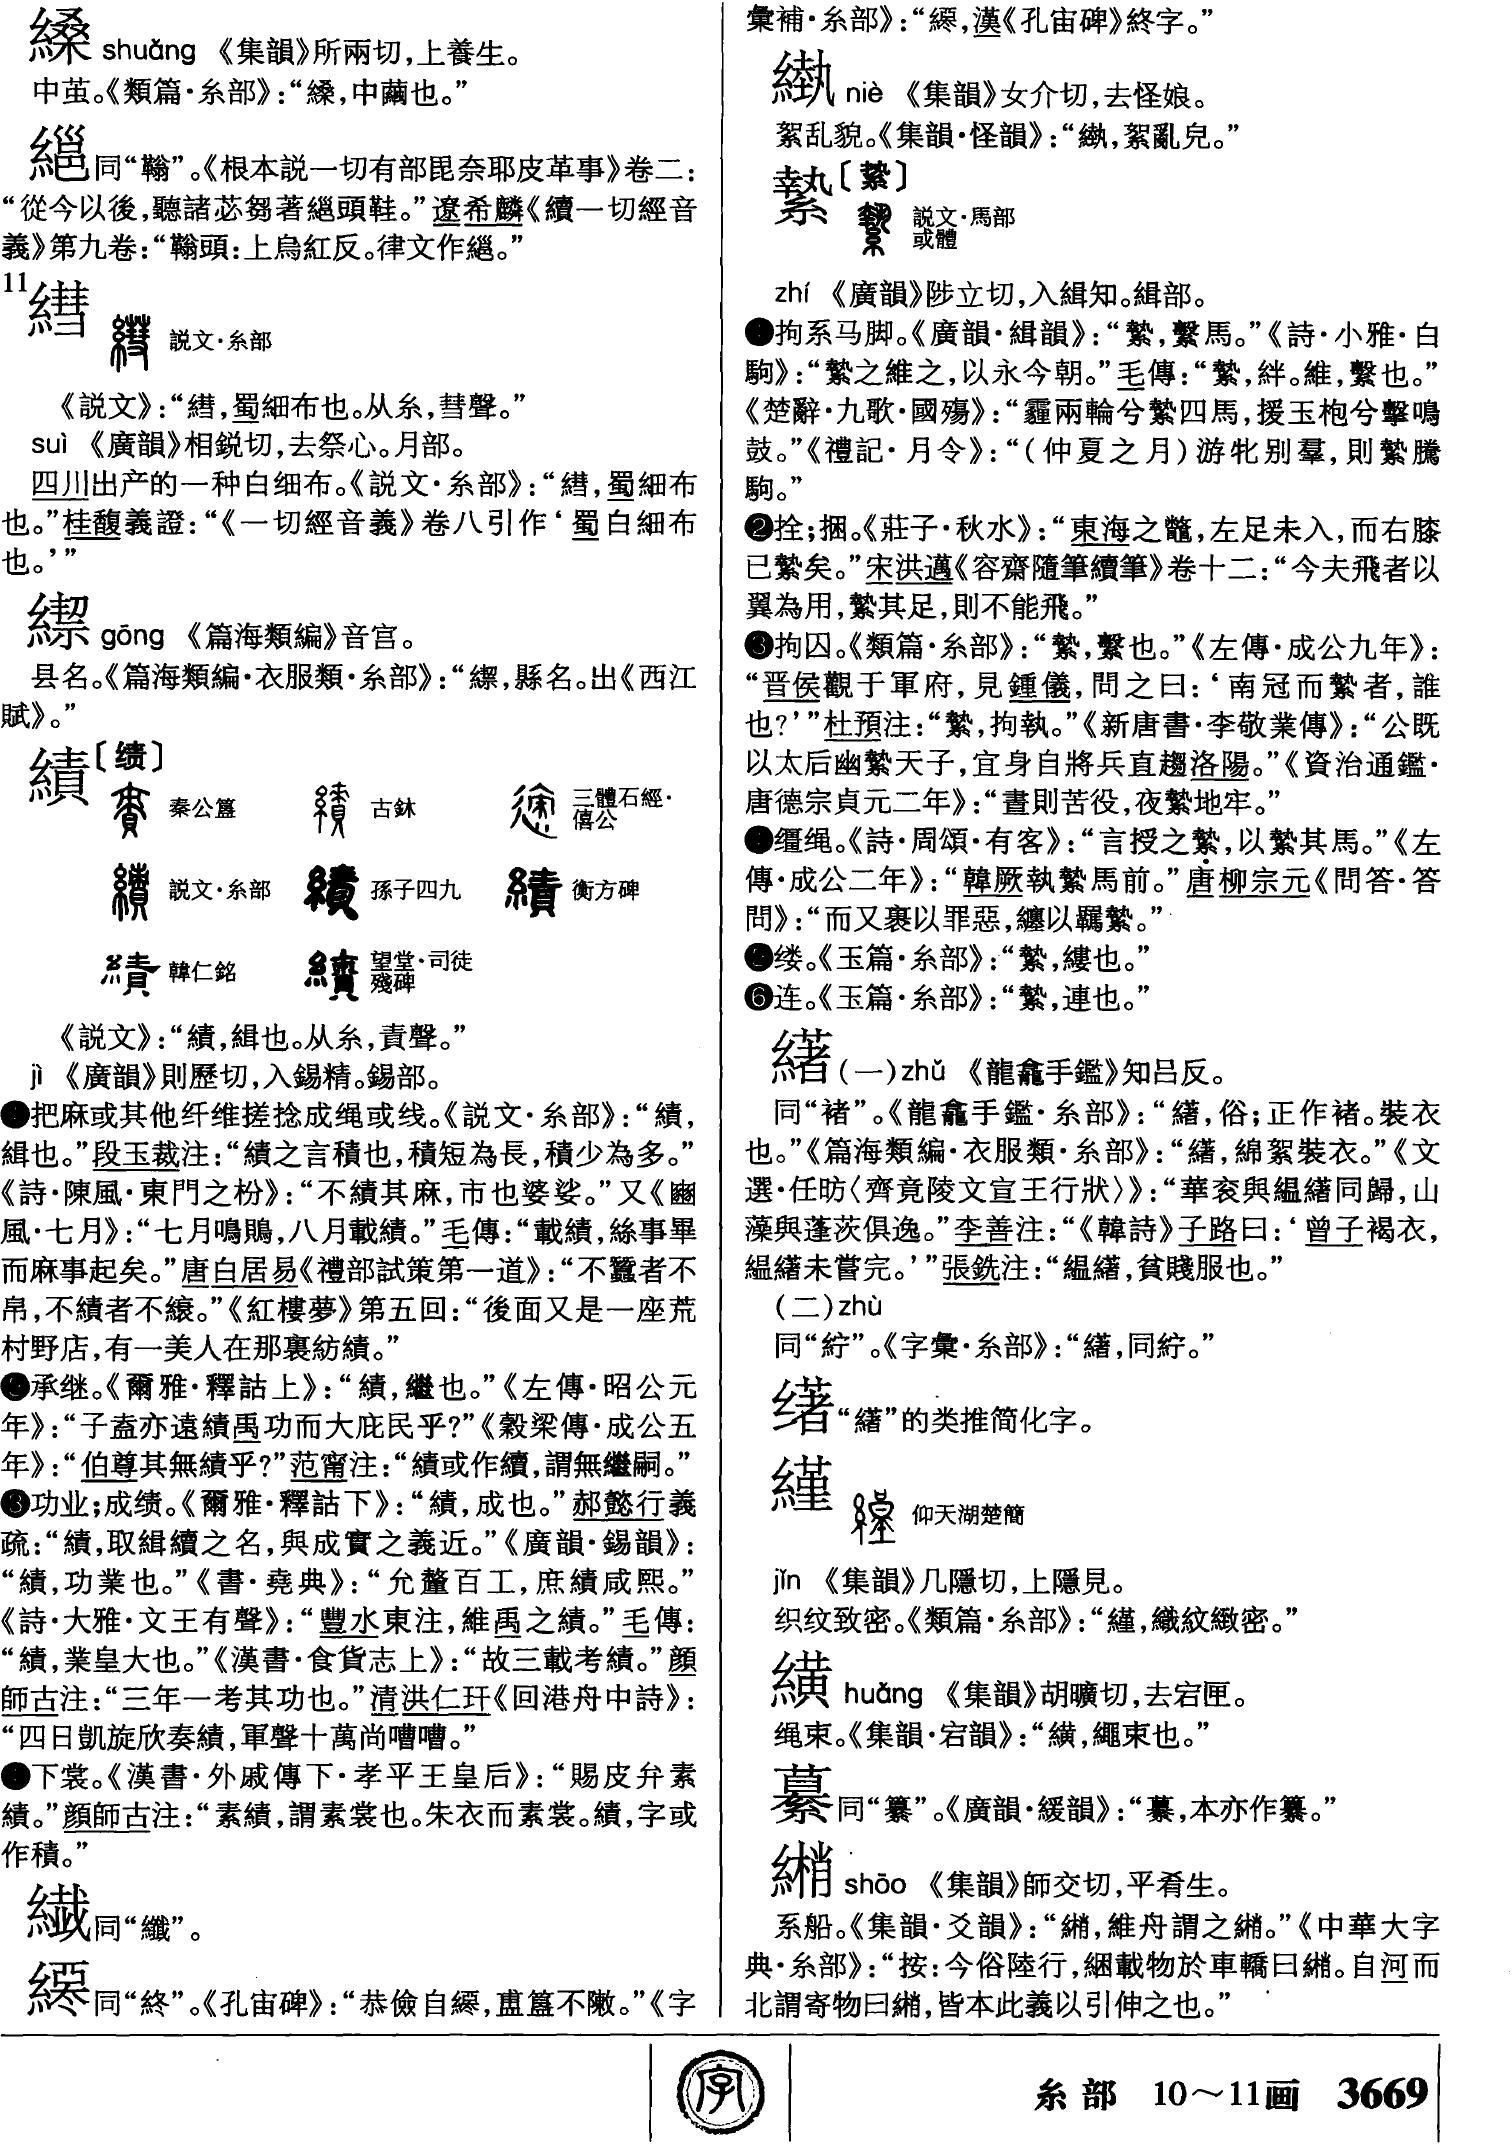 縔 shuǎng 《集韻》所兩切，上養生。
中茧。《類篇·糸部》：“縔，中繭也。”
同“鞴”。《根本説一切有部毘奈耶皮革事》卷二：
“從今以後，聽諸苾芻著頭鞋。”遼希麟《續一切經音
義》第九卷：“頭：上烏紅反。律文作。”
11
䌨 説文·糸部
《説文》：“䌨，蜀細布也。从糸，彗聲。”
suì 《廣韻》相鋭切，去祭心。月部。
四川出产的一种白细布。《説文·糸部》：“䌨，蜀細布
也。”桂馥義證：“《一切經音義》卷八引作‘蜀白細布
也。’”
gōng 《篇海類編》音宫。
县名。《篇海類編·衣服類·糸部》：“，縣名。出《西江
賦》。”
績〔绩〕
秦公簋 古鉥 三體石經·
僖公
説文·糸部 孫子四九 衡方碑
韓仁銘 望堂·司徒
殘碑
《説文》：“績，緝也。从糸，責聲。”
jì 《廣韻》則歷切，入錫精。錫部。
❶把麻或其他纤维搓捻成绳或线。《説文·糸部》：“績，
緝也。”段玉裁注：“績之言積也，積短為長，積少為多。”
《詩·陳風·東門之枌》：“不績其麻，市也婆娑。”又《豳
風·七月》：“七月鳴鵙，八月載績。”毛傳：“載績，絲事畢
而麻事起矣。”唐白居易《禮部試策第一道》：“不蠶者不
帛，不績者不縗。”《紅樓夢》第五回：“後面又是一座荒
村野店，有一美人在那裏紡績。”
❷承继。《爾雅·釋詁上》：“績，繼也。”《左傳·昭公元
年》：“子盍亦遠績禹功而大庇民乎？”《穀梁傳·成公五
年》：“伯尊其無績乎？”范甯注：“績或作續，謂無繼嗣。”
❸功业；成绩。《爾雅·釋詁下》：“績，成也。”郝懿行義
疏：“績，取緝續之名，與成實之義近。”《廣韻·錫韻》：
“績，功業也。”《書·堯典》：“允釐百工，庶績咸熙。”
《詩·大雅·文王有聲》：“豐水東注，維禹之績。”毛傳：
“績，業皇大也。”《漢書·食貨志上》：“故三載考績。”顔
師古注：“三年一考其功也。”清洪仁玕《回港舟中詩》：
“四日凱旋欣奏績，軍聲十萬尚嘈嘈。”
❹下裳。《漢書·外戚傳下·孝平王皇后》：“賜皮弁素
績。”顔師古注：“素績，謂素裳也。朱衣而素裳。績，字或
作積。”
同“纖”。
同“終”。《孔宙碑》：“恭儉自，簠簋不敶。”《字
彙補·糸部》：“，漢《孔宙碑》終字。”
niè 《集韻》女介切，去怪娘。
絮乱貌。《集韻·怪韻》：“，絮亂皃。”
縶〔絷〕
説文·馬部
或體
zhí 《廣韻》陟立切，入緝知。緝部。
❶拘系马脚。《廣韻·緝韻》：“縶，繫馬。”《詩·小雅·白
駒》：“縶之維之，以永今朝。”毛傳：“縶，絆。維，繫也。”
《楚辭·九歌·國殤》：“霾兩輪兮縶四馬，援玉枹兮擊鳴
鼓。”《禮記·月令》：“（仲夏之月）游牝别羣，則縶騰
駒。”
❷拴；捆。《莊子·秋水》：“東海之鼈，左足未入，而右膝
已縶矣。”宋洪邁《容齋隨筆續筆》卷十二：“今夫飛者以
翼為用，縶其足，則不能飛。”
❸拘囚。《類篇·糸部》：“縶，繫也。”《左傳·成公九年》：
“晋侯觀于軍府，見鍾儀，問之曰：‘南冠而縶者，誰
也？’”杜預注：“縶，拘執。”《新唐書·李敬業傳》：“公既
以太后幽縶天子，宜身自將兵直趨洛陽。”《資治通鑑·
唐德宗貞元二年》：“晝則苦役，夜縶地牢。”
❹缰绳。《詩·周頌·有客》：“言授之縶，以縶其馬。”《左
傳·成公二年》：“韓厥執縶馬前。”唐柳宗元《問答·答
問》：“而又裹以罪惡，纏以羈縶。”
❺缕。《玉篇·糸部》：“縶，縷也。”
❻连。《玉篇·糸部》：“縶，連也。”
䌴（一）zhǔ 《龍龕手鑑》知吕反。
同“褚”。《龍龕手鑑·糸部》：“䌴，俗；正作褚。裝衣
也。”《篇海類編·衣服類·糸部》：“䌴，綿絮裝衣。”《文
選·任昉〈齊竟陵文宣王行狀〉》：“華衮與緼䌴同歸，山
藻與蓬茨俱逸。”李善注：“《韓詩》子路曰：‘曾子褐衣，
緼䌴未嘗完。’”張銑注：“緼䌴，貧賤服也。”
（二）zhù
同“紵”。《字彙·糸部》：“䌴，同紵。”
“䌴”的类推简化字。
䌝 仰天湖楚簡
jǐn 《集韻》几隱切，上隱見。
织纹致密。《類篇·糸部》：“䌝，織紋緻密。”
huǎng 《集韻》胡曠切，去宕匣。
绳束。《集韻·宕韻》：“，繩束也。”
同“纂”。《廣韻·緩韻》：“，本亦作纂。”
shāo 《集韻》師交切，平肴生。
系船。《集韻·爻韻》：“，維舟謂之。”《中華大字
典·糸部》：“按：今俗陸行，綑載物於車轎曰。自河而
北謂寄物曰，皆本此義以引伸之也。”
字
糸部 10～11画 3669